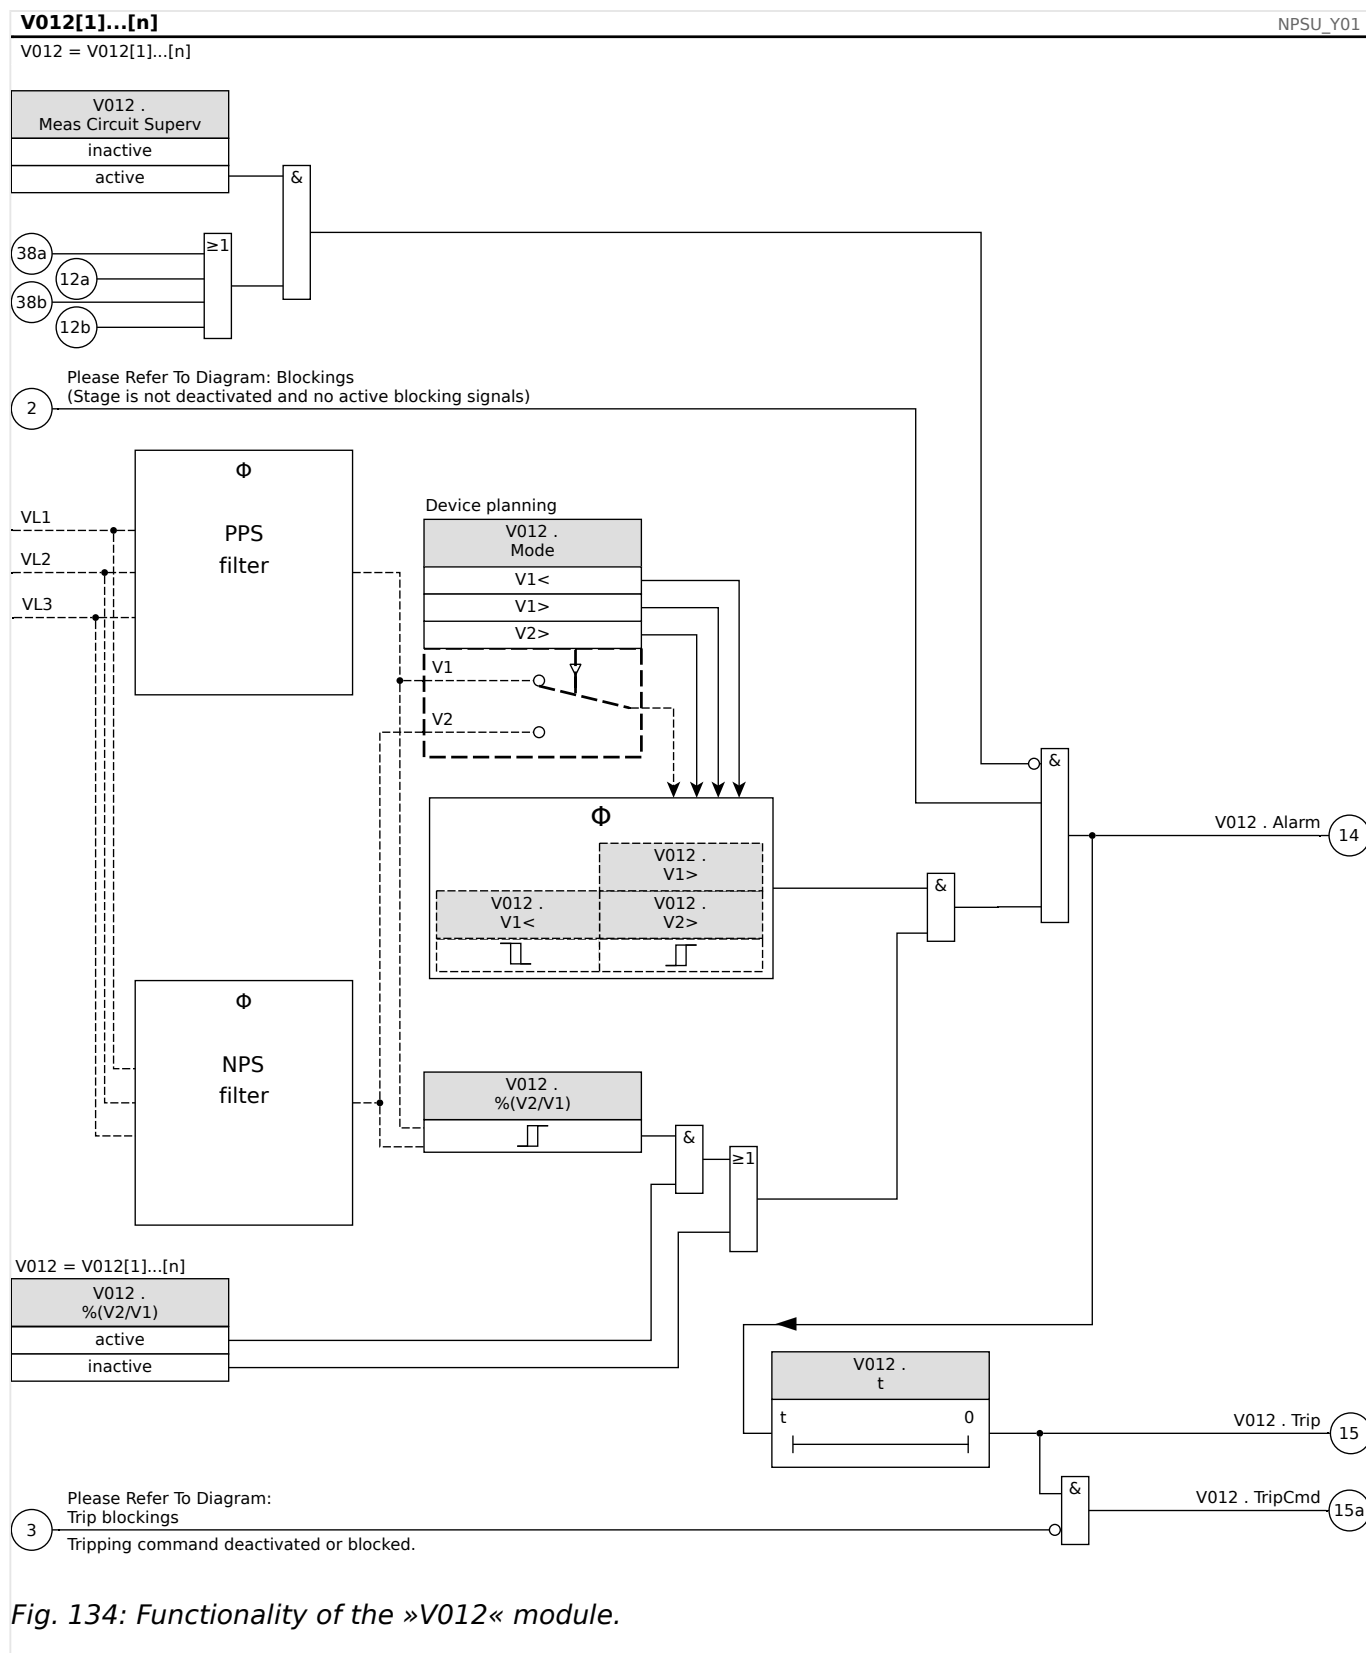 V012[1]...[n]
NPSU_Y01
V012 = V012[1]...[n]
V012 .
Meas Circuit Superv
inactive
active
&
≥1
38a
12a
38b
12b
Please Refer To Diagram: Blockings
(Stage is not deactivated and no active blocking signals)
2
Φ
PPS
filter
VL1
VL2
VL3
Device planning
V012 .
Mode
V1<
V1>
V2>
V1
V2
&
Φ
V012 .
V1>
V012 .
V1<
V012 .
V2>
&
V012 . Alarm
14
Φ
NPS
filter
V012 .
%(V2/V1)
&
≥1
V012 = V012[1]...[n]
V012 .
%(V2/V1)
active
inactive
V012 .
t
t
0
V012 . Trip
15
&
V012 . TripCmd
15a
Please Refer To Diagram:
Trip blockings
3
Tripping command deactivated or blocked.
Fig. 134: Functionality of the »V012« module.